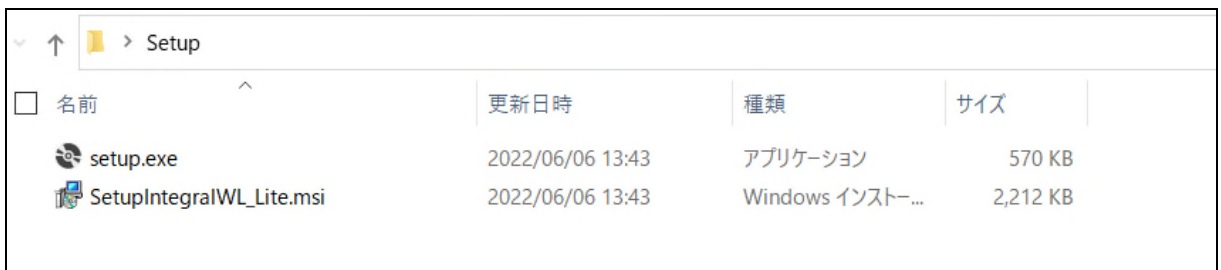 Setup
名前 更新日時 種類 サイズ
setup.exe 2022/06/06 13:43 アプリケーション 570 KB
SetupIntegralWL_Lite.msi 2022/06/06 13:43 Windows インストー... 2,212 KB